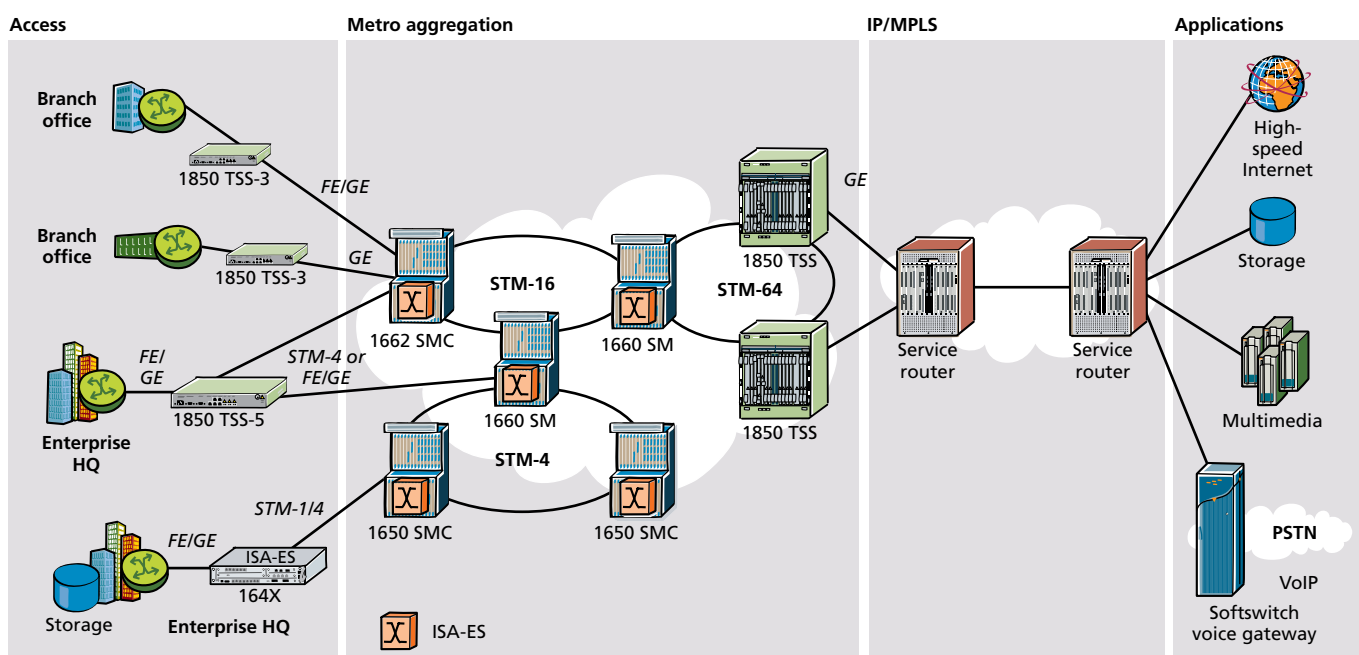 Access
Metro aggregation
IP/MPLS
Applications
Branch
office
1850 TSS-3
FE/GE
Branch
office
1850 TSS-3
GE
FE/
GE
1850 TSS-5
STM-4 or
FE/GE
Enterprise
HQ
STM-1/4
FE/GE
ISA-ES
164X
Storage
Enterprise HQ
STM-16
1662 SMC
1660 SM
1660 SM
STM-64
1850 TSS
1850 TSS
GE
STM-4
1650 SMC
1650 SMC
ISA-ES
Service
router
Service
router
High-
speed
Internet
Storage
Multimedia
PSTN
VoIP
Softswitch
voice gateway